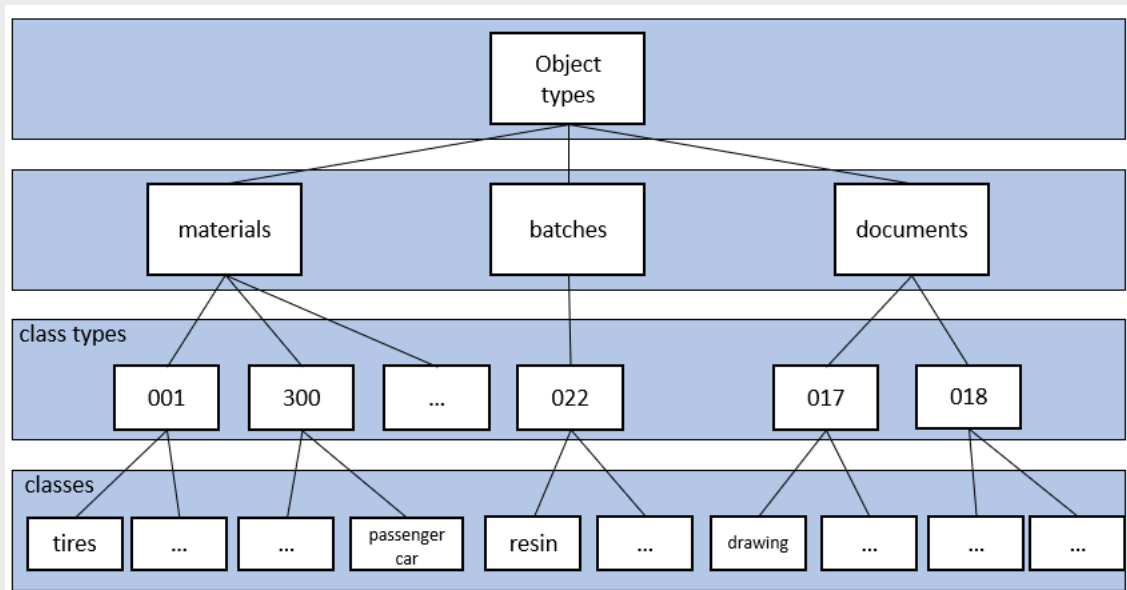 Object
types
materials
batches
documents
class types
001
300
...
022
017
018
classes
tires
...
...
passenger
car
resin
...
drawing
...
...
...